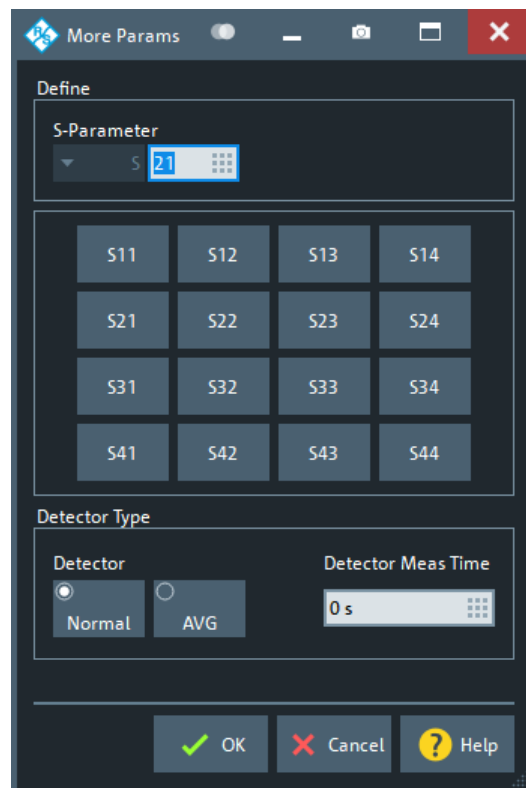 More Params
Define
S-Parameter
S 21
S11 S12 S13 S14
S21 S22 S23 S24
S31 S32 S33 S34
S41 S42 S43 S44
Detector Type
Detector Detector Meas Time
Normal AVG 0 s
OK Cancel ? Help